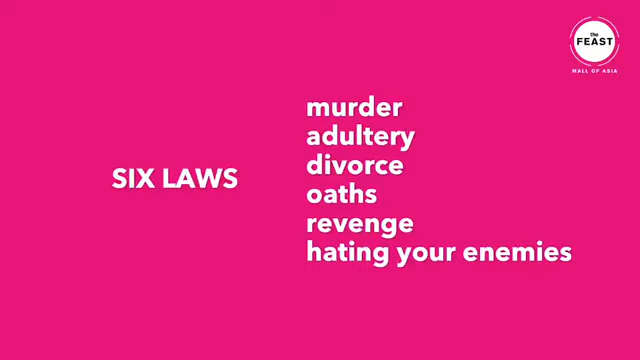 the
FEAST
MALL OF ASIA
SIX LAWS
murder
adultery
divorce
oaths
revenge
hating your enemies